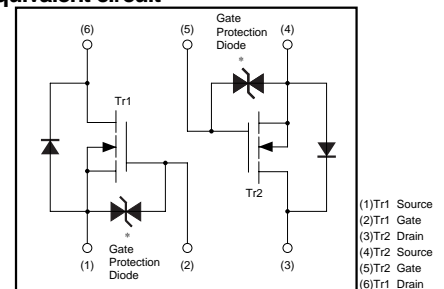 quivalent circuit
(6)
(5)
Gate
Protection
Diode
(4)
*
Tr1
Tr2
*
(1)
Gate
Protection
Diode
(2)
(3)
(1)Tr1 Source
(2)Tr1 Gate
(3)Tr2 Drain
(4)Tr2 Source
(5)Tr2 Gate
(6)Tr1 Drain